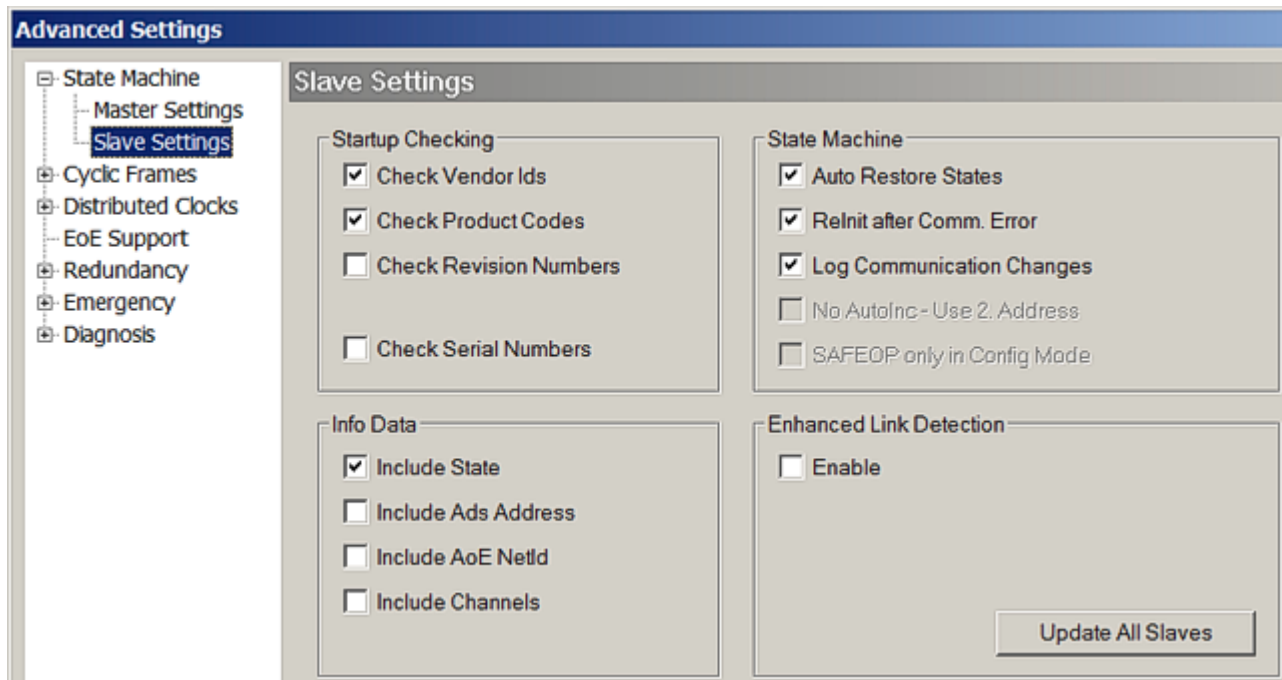 Advanced Settings
State Machine
Master Settings
Slave Settings
Cyclic Frames
Distributed Clocks
EoE Support
Redundancy
Emergency
Diagnosis
Slave Settings
Startup Checking
Check Vendor Ids
Check Product Codes
Check Revision Numbers
Check Serial Numbers
State Machine
Auto Restore States
ReInit after Comm. Error
Log Communication Changes
No AutoInc - Use 2. Address
SAFEOP only in Config Mode
Info Data
Include State
Include Ads Address
Include AoE NetId
Include Channels
Enhanced Link Detection
Enable
Update All Slaves